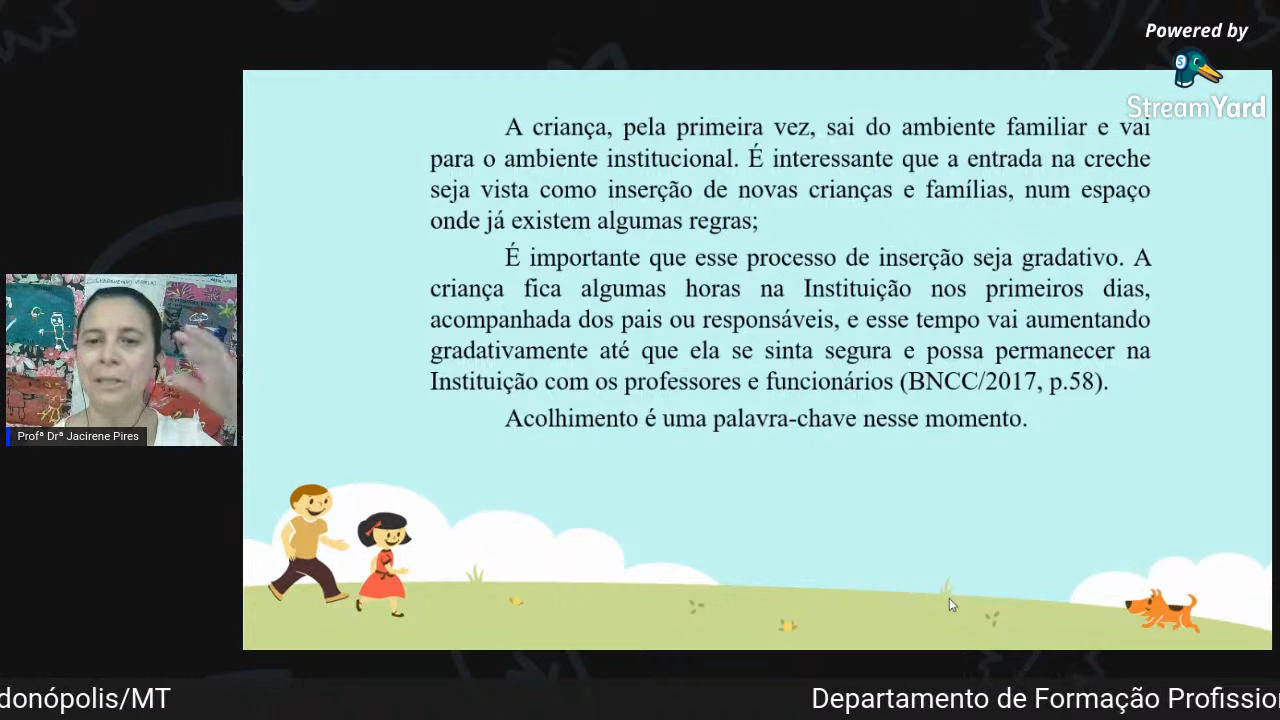 Powered by
StreamYard
A criança, pela primeira vez, sai do ambiente familiar e vai
para o ambiente institucional. É interessante que a entrada na creche
seja vista como inserção de novas crianças e famílias, num espaço
onde já existem algumas regras;
É importante que esse processo de inserção seja gradativo. A
criança fica algumas horas na Instituição nos primeiros dias,
acompanhada dos pais ou responsáveis, e esse tempo vai aumentando
gradativamente até que ela se sinta segura e possa permanecer na
Instituição com os professores e funcionários (BNCC/2017, p.58).
Acolhimento é uma palavra-chave nesse momento.
Profª Drª Jacirene Pires
donópolis/MT
Departamento de Formação Profissio